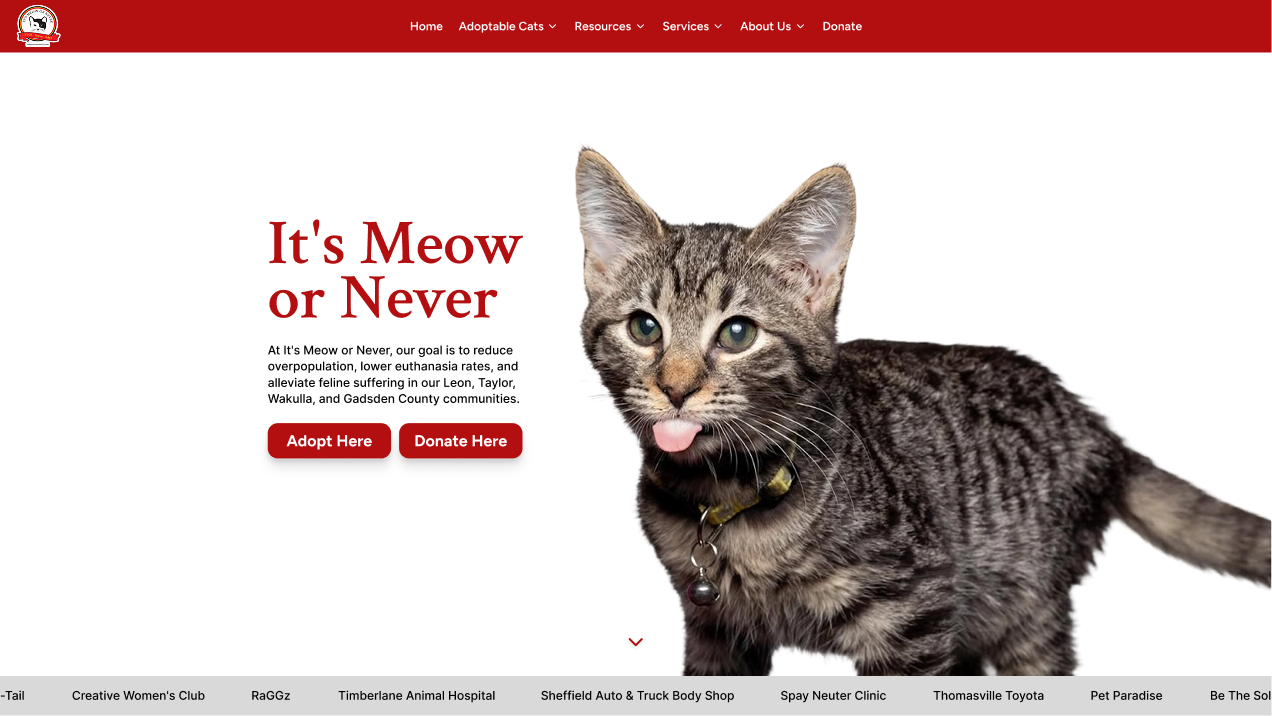 Home
Adoptable Cats
Resources
Services
About Us
Donate
It's Meow
or Never
At It's Meow or Never, our goal is to reduce
overpopulation, lower euthanasia rates, and
alleviate feline suffering in our Leon, Taylor,
Wakulla, and Gadsden County communities.
Adopt Here
Donate Here
-Tail
Creative Women's Club
RaGGz
Timberlane Animal Hospital
Sheffield Auto & Truck Body Shop
Spay Neuter Clinic
Thomasville Toyota
Pet Paradise
Be The Sol